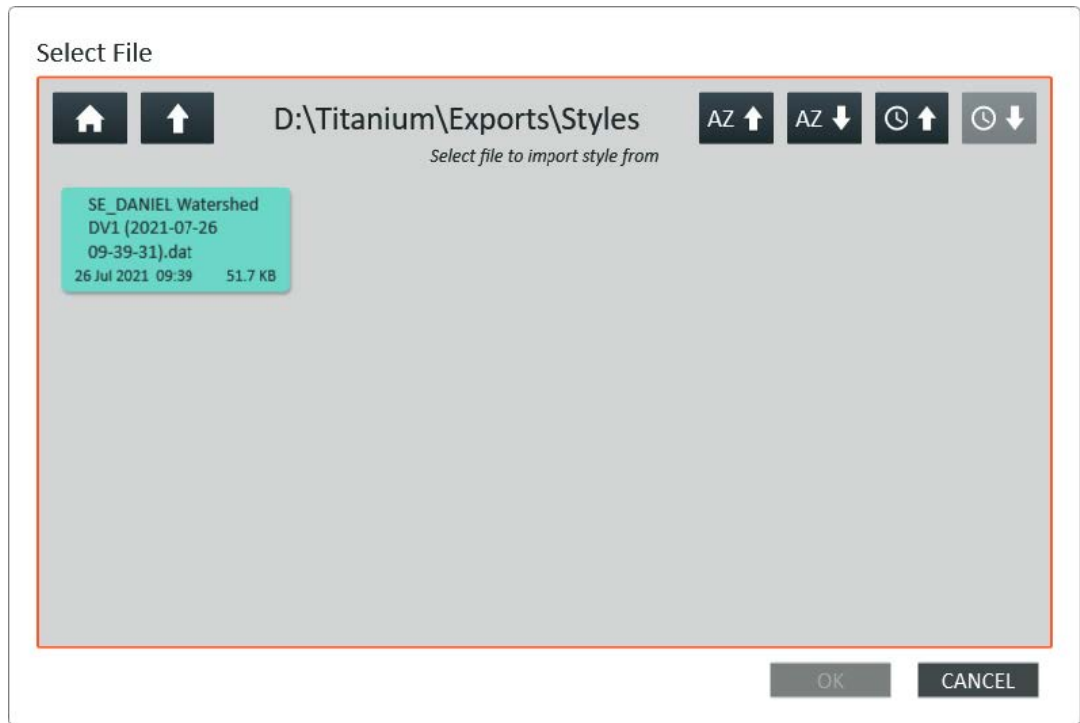 Select File
D:\Titanium\Exports\Styles
AZ
AZ
Select file to import style from
SE_DANIEL Watershed
DV1 (2021-07-26
09-39-31).dat
26 Jul 2021 09:39 51.7 KB
OK
CANCEL